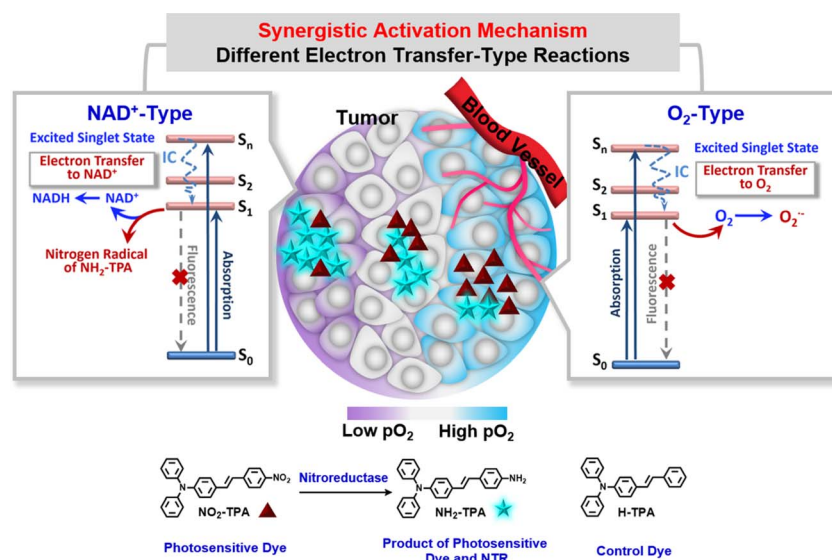 Synergistic Activation Mechanism
Different Electron Transfer-Type Reactions
NAD⁺-Type
Excited Singlet State
Sₙ
IC
Electron Transfer
to NAD⁺
S₂
NADH
NAD⁺
S₁
Nitrogen Radical
of NH₂-TPA
Fluorescence
Absorption
S₀
Tumor
Blood Vessel
O₂-Type
Sₙ
Excited Singlet State
IC
Electron Transfer
to O₂
S₂
S₁
O₂
O₂·⁻
Absorption
Fluorescence
S₀
Low pO₂
High pO₂
N
NO₂
Nitroreductase
N
NH₂
N
NO₂-TPA
NH₂-TPA
H-TPA
Photosensitive Dye
Product of Photosensitive
Dye and NTR
Control Dye